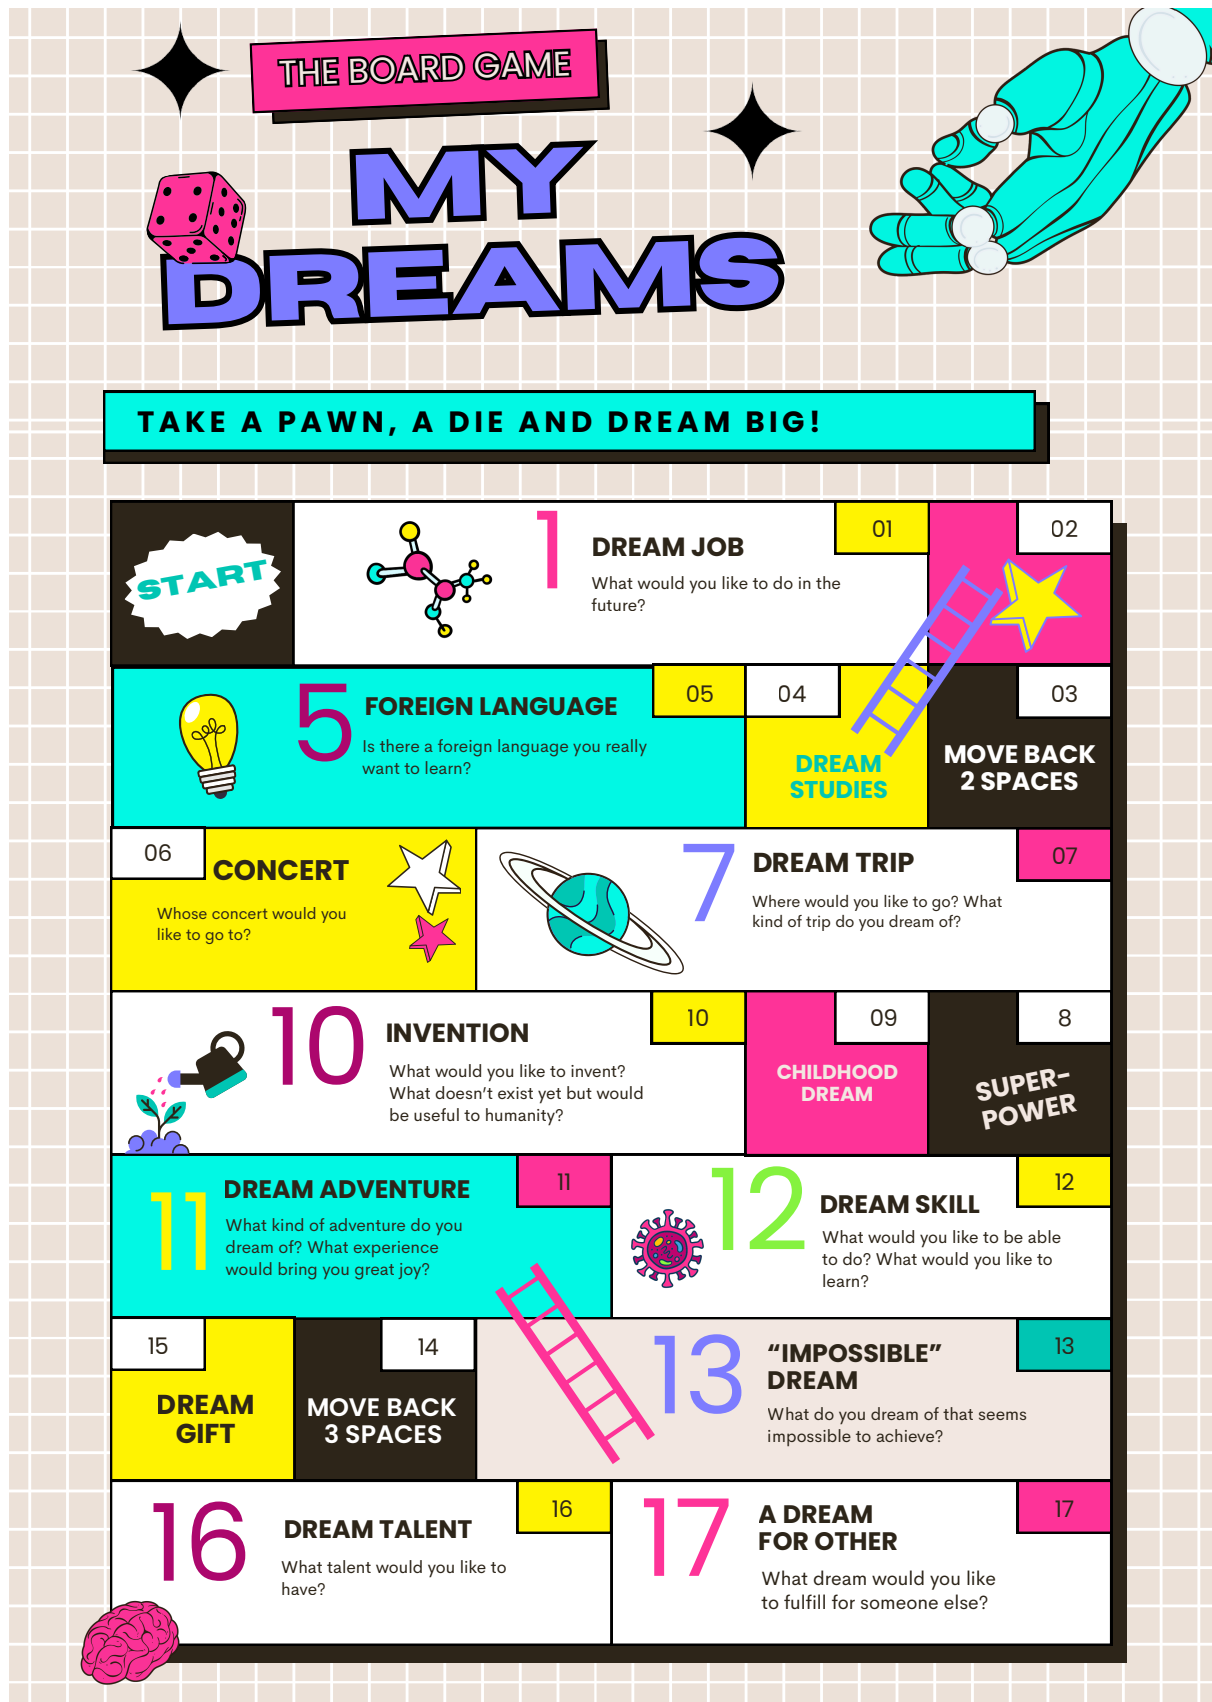 THE BOARD GAME
MY
DREAMS
TAKE A PAWN, A DIE AND DREAM BIG!
START
1
DREAM JOB
What would you like to do in the
future?
01
02
5
FOREIGN LANGUAGE
Is there a foreign language you really
want to learn?
05
04
DREAM
STUDIES
03
MOVE BACK
2 SPACES
06
CONCERT
Whose concert would you
like to go to?
7
DREAM TRIP
Where would you like to go? What
kind of trip do you dream of?
07
10
INVENTION
What would you like to invent?
What doesn't exist yet but would
be useful to humanity?
10
09
CHILDHOOD
DREAM
8
SUPER-
POWER
11
DREAM ADVENTURE
What kind of adventure do you
dream of? What experience
would bring you great joy?
11
12
DREAM SKILL
What would you like to be able
to do? What would you like to
learn?
12
15
DREAM
GIFT
14
MOVE BACK
3 SPACES
13
“IMPOSSIBLE”
DREAM
What do you dream of that seems
impossible to achieve?
13
16
DREAM TALENT
What talent would you like to
have?
16
17
A DREAM
FOR OTHER
What dream would you like
to fulfill for someone else?
17